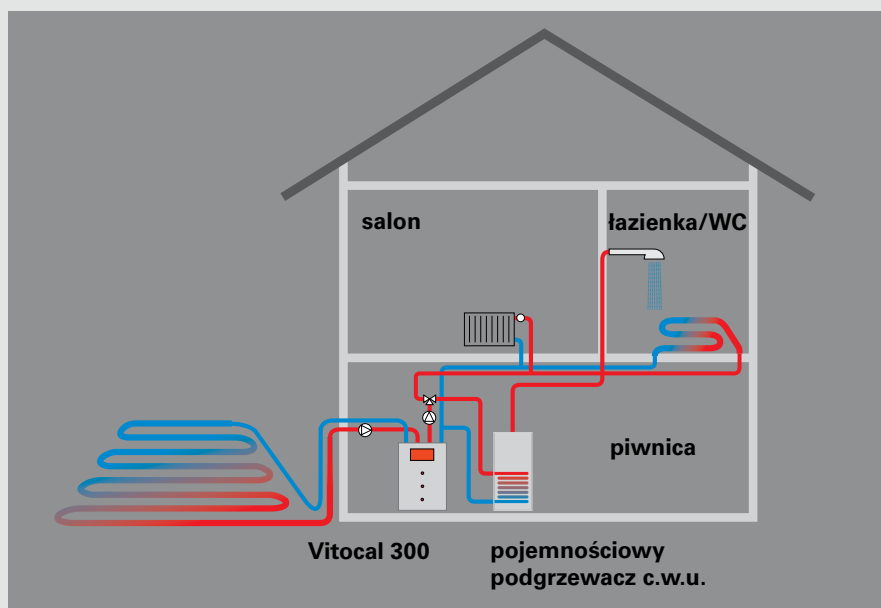 salon
łazienka/WC
piwnica
Vitocal 300
pojemnościowy
podgrzewacz c.w.u.